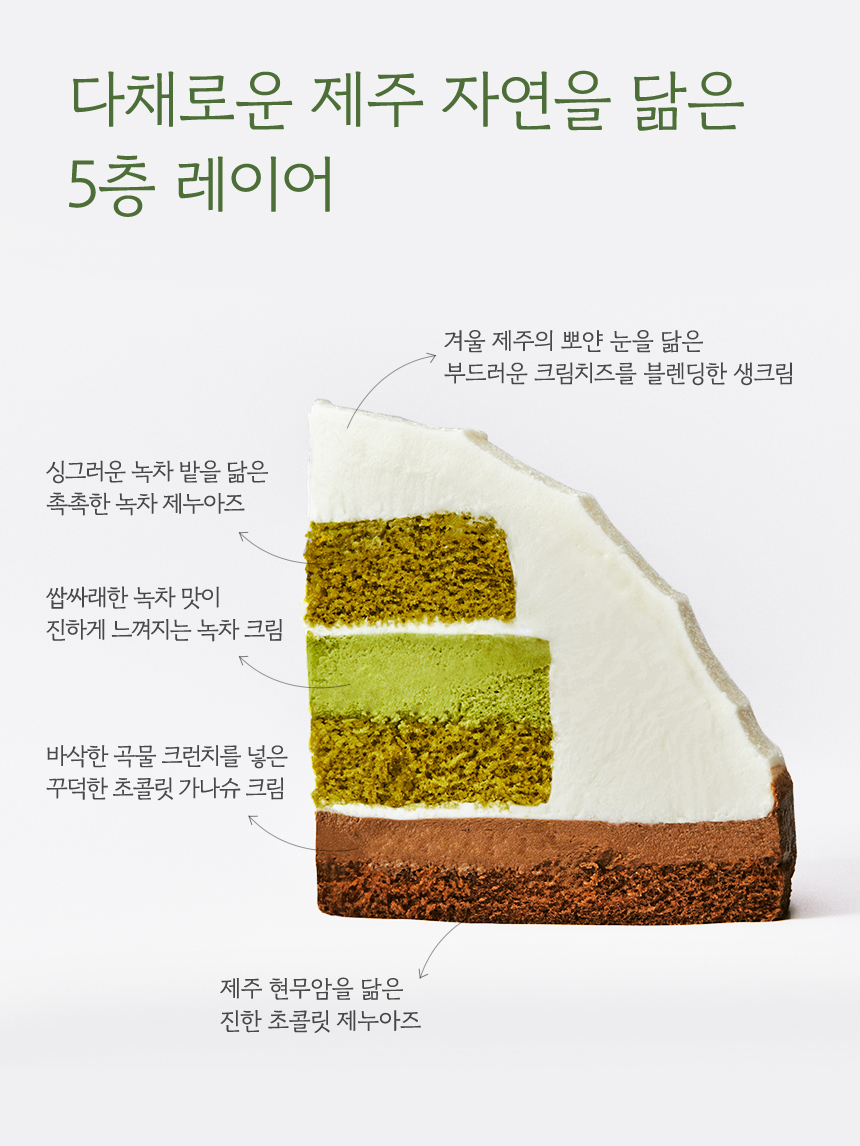 다채로운 제주 자연을 닮은
5층 레이어
겨울 제주의 뽀얀 눈을 닮은
부드러운 크림치즈를 블렌딩한 생크림
싱그러운 녹차 밭을 닮은
촉촉한 녹차 제누아즈
쌉싸래한 녹차 맛이
진하게 느껴지는 녹차 크림
바삭한 곡물 크런치를 넣은
꾸덕한 초콜릿 가나슈 크림
제주 현무암을 닮은
진한 초콜릿 제누아즈